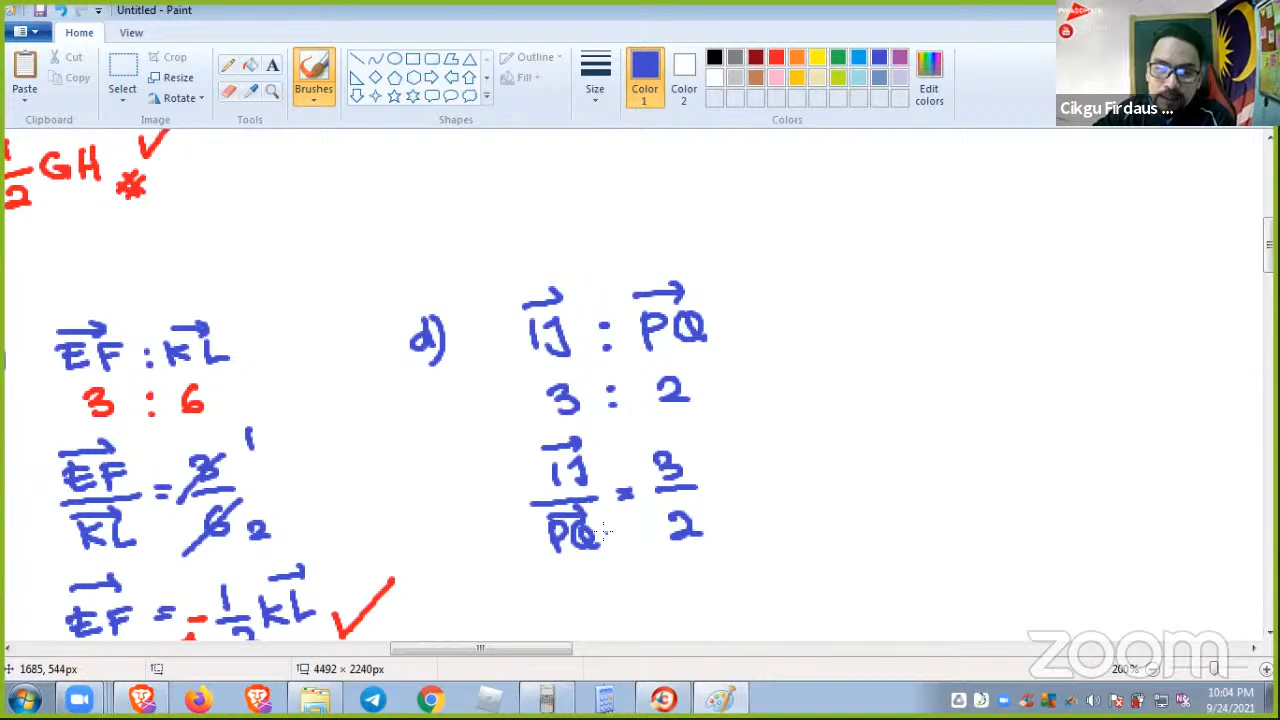 Untitled - Paint
Home View
Paste
Cut
Copy
Clipboard
Select
Crop
Resize
Rotate
Image
Tools
Brushes
Shapes
Outline
Fill
Size
Color 1
Color 2
Edit colors
Colors
Cikgu Firdaus ...
2 GH *
EF : KL
3 : 6
EF/KL = 3/6 1 2
EF = - 1/2 KL
d) IJ : PQ
3 : 2
IJ/PQ = 3/2
zoom
1685, 544px
4492 × 2240px
200%
10:04 PM
9/24/2021